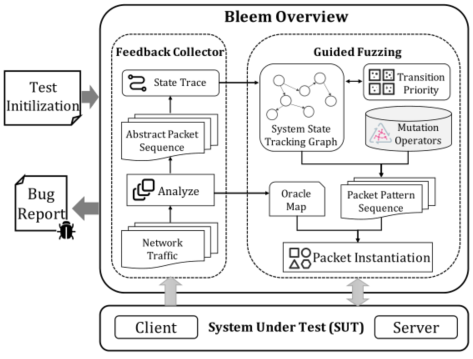 Bleem Overview
Feedback Collector
Guided Fuzzing
Test
Initilization
State Trace
Transition
Priority
System State
Tracking Graph
Mutation
Operators
Abstract Packet
Sequence
Bug
Report
Analyze
Oracle
Map
Packet Pattern
Sequence
Network
Traffic
Packet Instantiation
Client
System Under Test (SUT)
Server